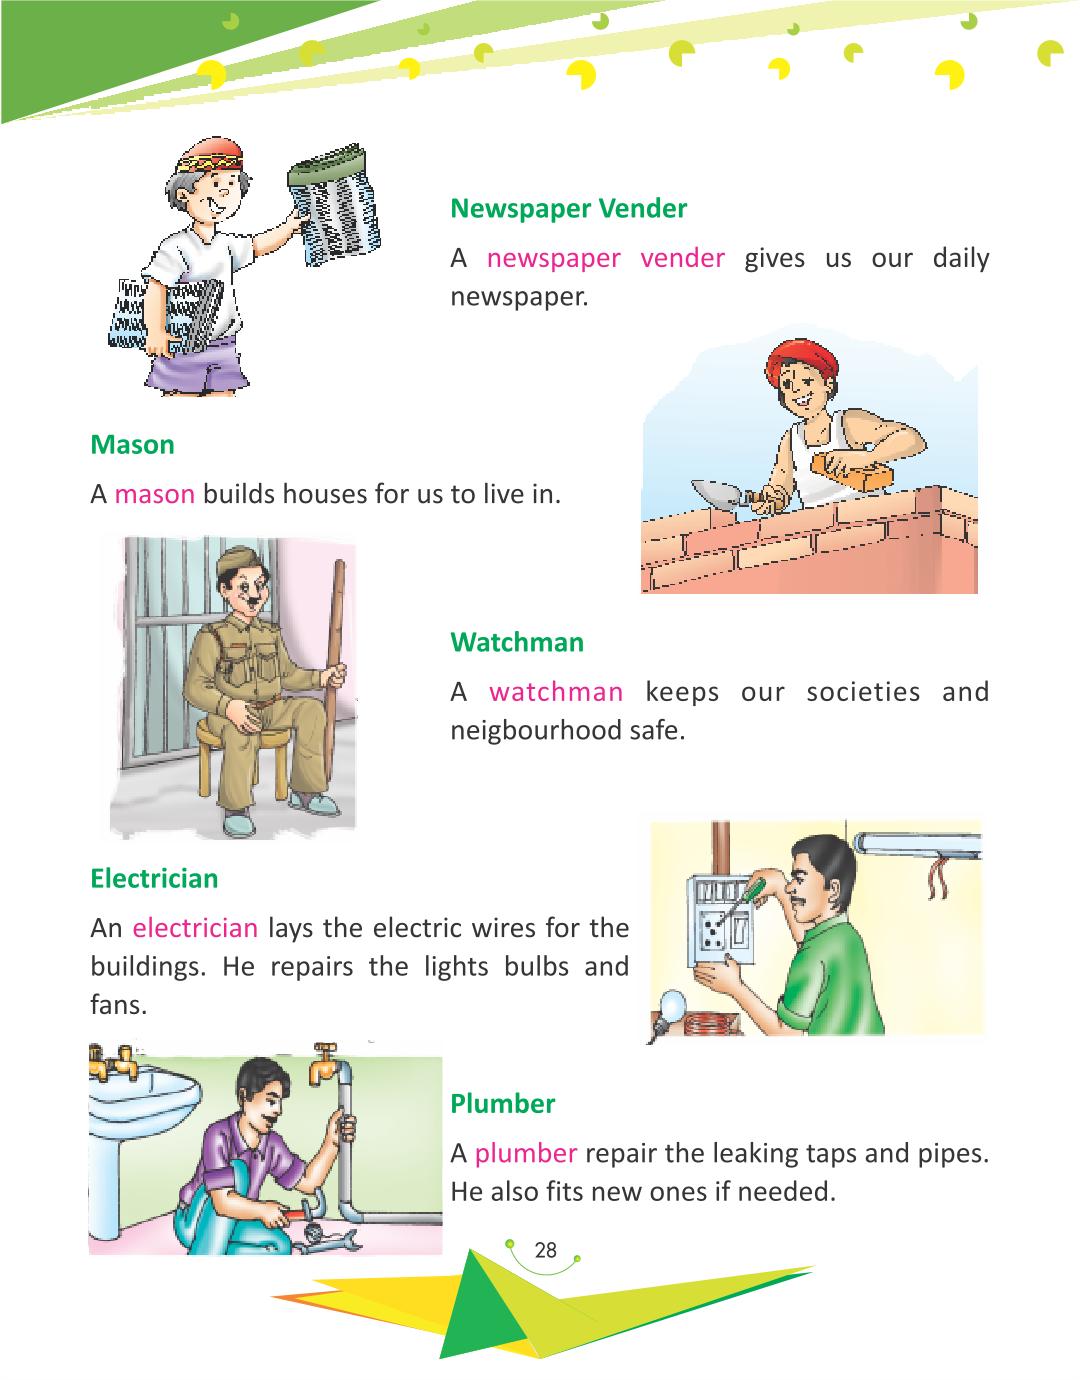 Newspaper Vender
A newspaper vender gives us our daily
newspaper.
Mason
A mason builds houses for us to live in.
Watchman
A watchman keeps our societies and
neigbourhood safe.
Electrician
An electrician lays the electric wires for the
buildings. He repairs the lights bulbs and
fans.
Plumber
A plumber repair the leaking taps and pipes.
He also fits new ones if needed.
28